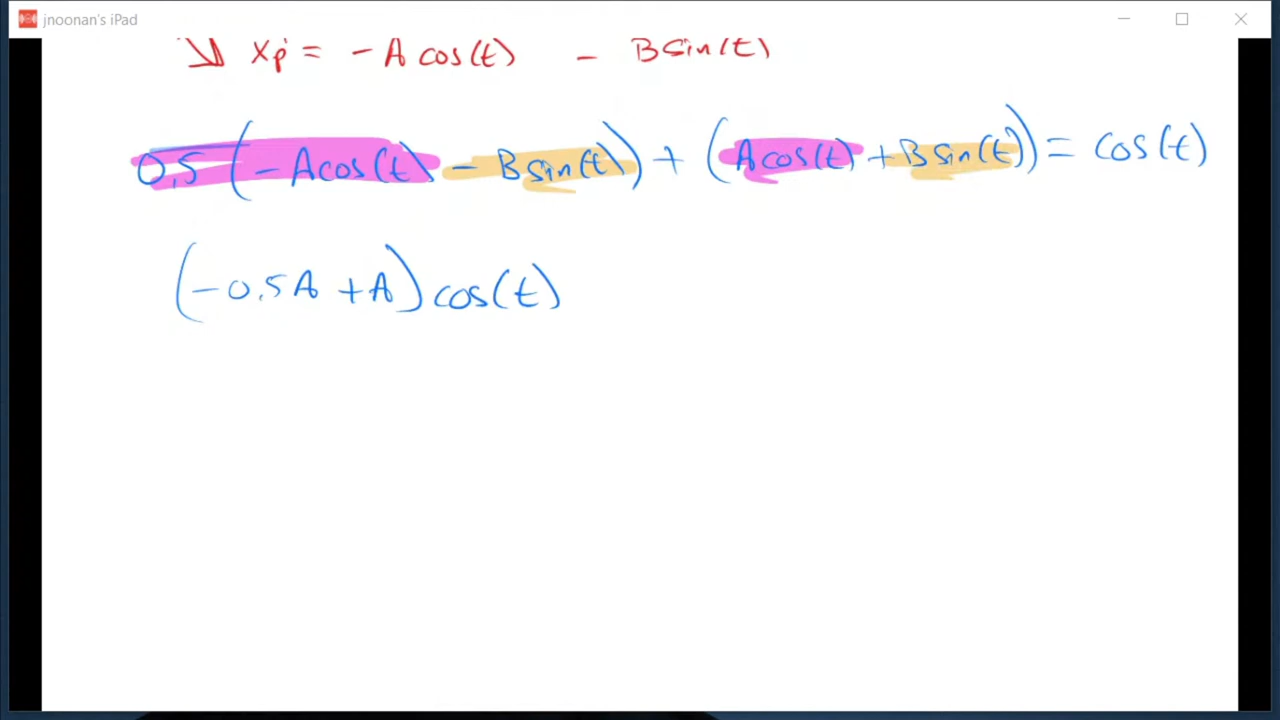 jnoonan's iPad
Xp = - A cos(t) - B sin(t)
0.5 (- A cos(t) - B sin(t)) + (A cos(t) + B sin(t)) = cos(t)
(-0.5A + A) cos(t)